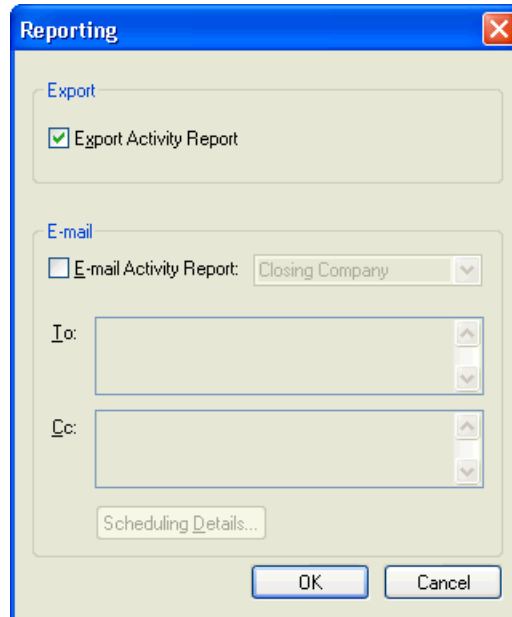 Reporting
Export
Export Activity Report
E-mail
E-mail Activity Report: Closing Company
To:
Cc:
Scheduling Details...
OK Cancel